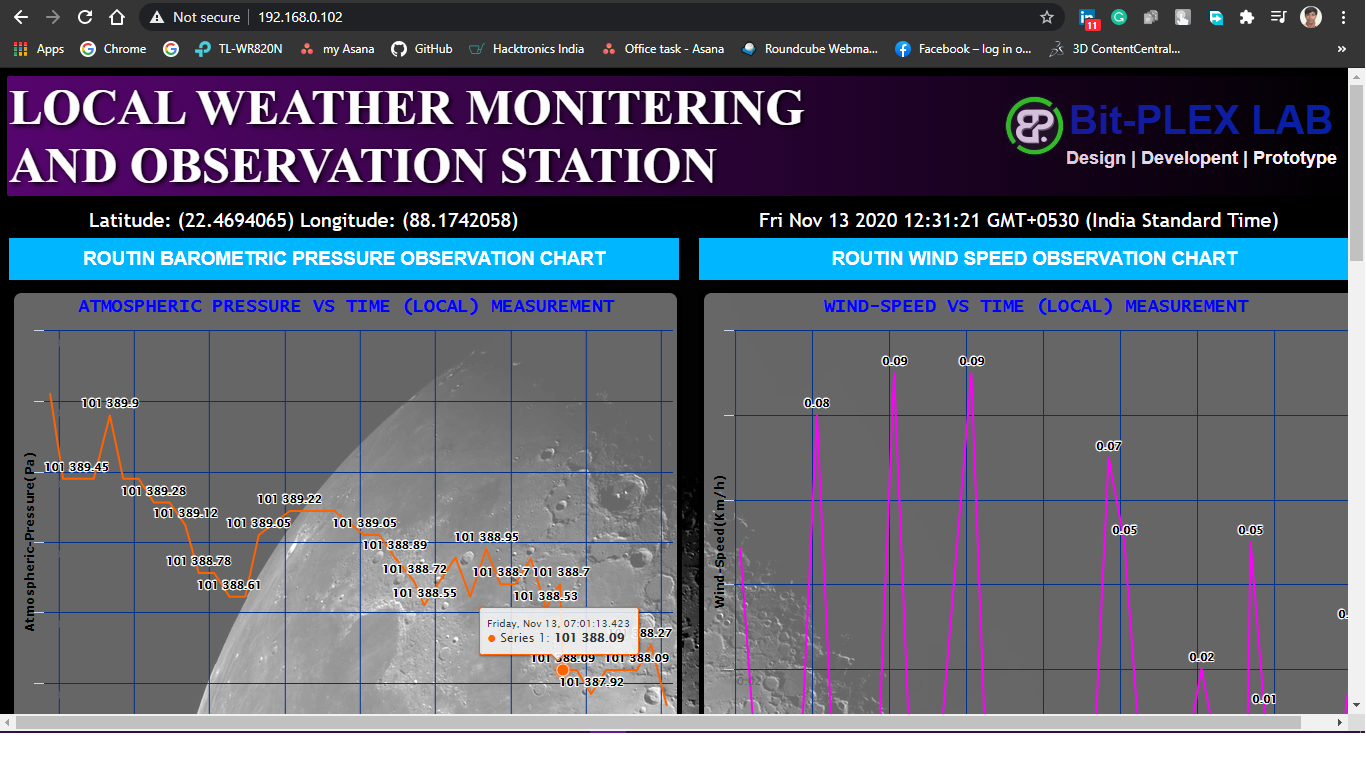 Not secure | 192.168.0.102
11
Apps Chrome TL-WR820N my Asana GitHub Hacktronics India Office task - Asana Roundcube Webma... Facebook – log in o... 3D ContentCentral... »
LOCAL WEATHER MONITERING
AND OBSERVATION STATION
Bit-PLEX LAB
Design | Developent | Prototype
Latitude: (22.4694065) Longitude: (88.1742058)
Fri Nov 13 2020 12:31:21 GMT+0530 (India Standard Time)
ROUTIN BAROMETRIC PRESSURE OBSERVATION CHART
ROUTIN WIND SPEED OBSERVATION CHART
ATMOSPHERIC PRESSURE VS TIME (LOCAL) MEASUREMENT
Atmospheric-Pressure(Pa)
101 389.9
101 389.45
101 389.28
101 389.12
101 388.78
101 388.61
101 389.05
101 389.22
101 389.05
101 388.89
101 388.72
101 388.55
101 388.95
101 388.7
101 388.7
101 388.53
Friday, Nov 13, 07:01:13.423
Series 1: 101 388.09
88.27
101 388.09
101 388.09
101 387.92
WIND-SPEED VS TIME (LOCAL) MEASUREMENT
Wind-Speed(Km/h)
0.08
0.09
0.09
0.07
0.05
0.05
0.02
0.02
0.01
0.